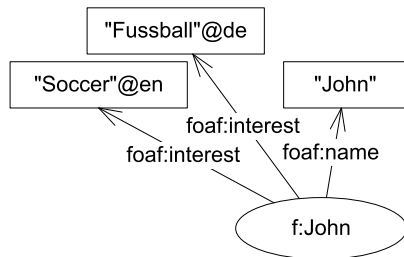 "Fussball"@de
"Soccer"@en
"John"
foaf:interest
foaf:interest
foaf:name
f:John